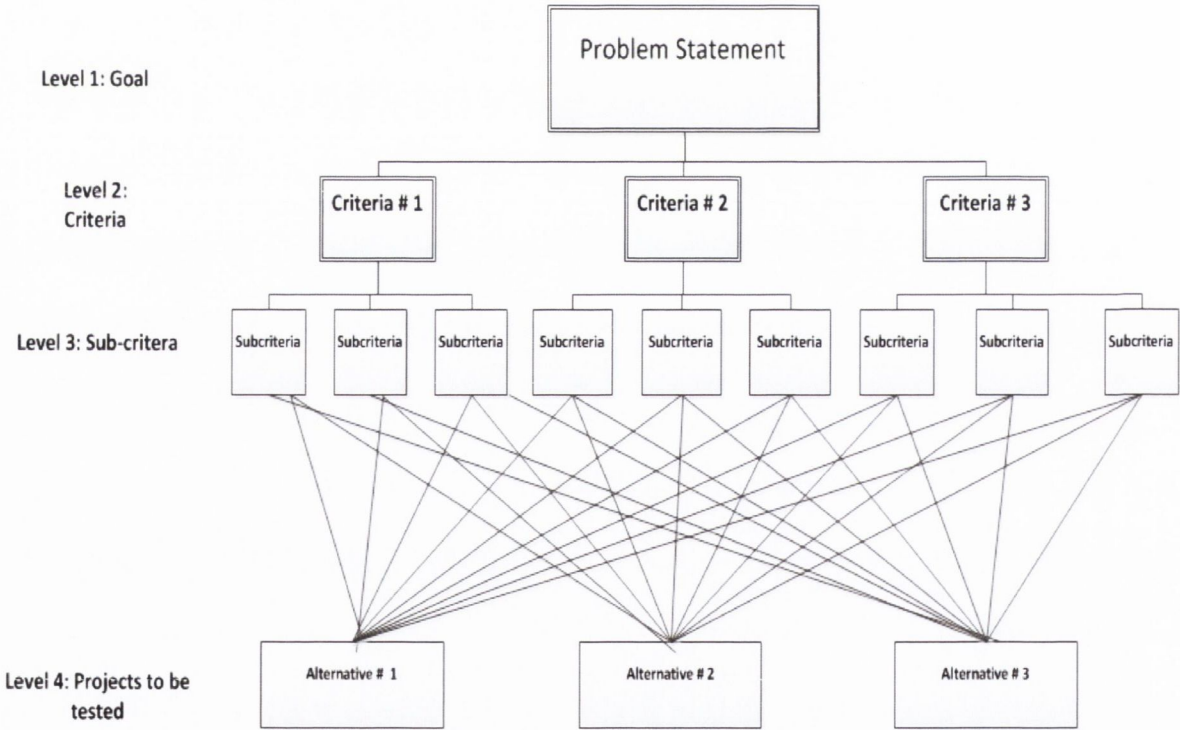 Problem Statement
Level 1: Goal
Level 2:
Criteria
Criteria # 1
Criteria # 2
Criteria # 3
Level 3: Sub-critera
Subcriteria
Subcriteria
Subcriteria
Subcriteria
Subcriteria
Subcriteria
Subcriteria
Subcriteria
Subcriteria
Level 4: Projects to be
tested
Alternative # 1
Alternative # 2
Alternative # 3